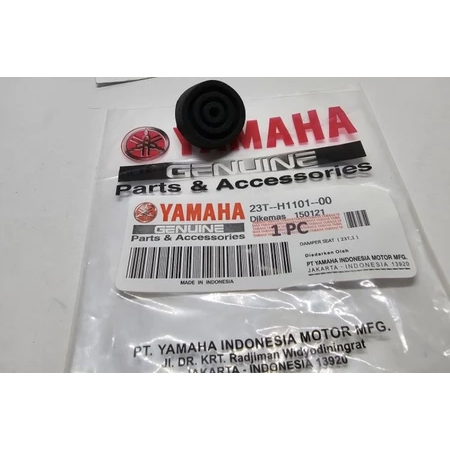 YAMAHA
GENUINE
Parts & Accessories
YAMAHA
GENUINE
Parts & Accessories
MADE IN INDONESIA
23T--H1101--00
Dikemas 150121
1 PC
DAMPER SEAT (23T,)
Diedarkan Oleh
PT YAMAHA INDONESIA MOTOR MFG.
JAKARTA - INDONESIA 13920
PT. YAMAHA INDONESIA MOTOR MFG.
Jl. DR. KRT. Radjiman Widyodiningrat
JAKARTA - INDONESIA 13920